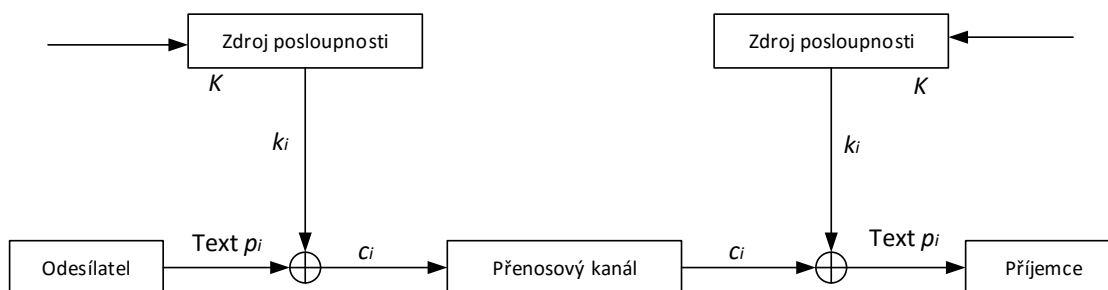 Zdroj posloupnosti
Zdroj posloupnosti
K
K
ki
ki
Text pi
ci
ci
Text pi
Odesílatel
Přenosový kanál
Příjemce